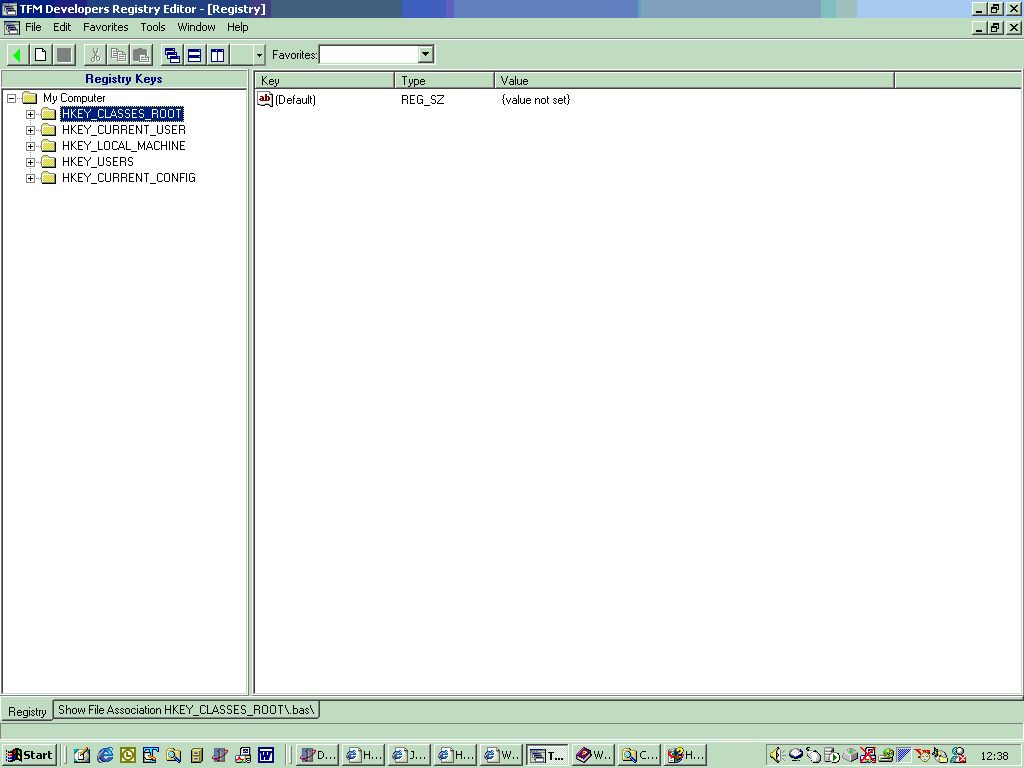 TFM Developers Registry Editor - [Registry]
File Edit Favorites Tools Window Help
Favorites:
Registry Keys
Key Type Value
My Computer
ab (Default) REG_SZ {value not set}
HKEY_CLASSES_ROOT
HKEY_CURRENT_USER
HKEY_LOCAL_MACHINE
HKEY_USERS
HKEY_CURRENT_CONFIG
Registry Show File Association HKEY_CLASSES_ROOT\.bas\
Start D... H... J... H... W... T... W... C... H... 12:38